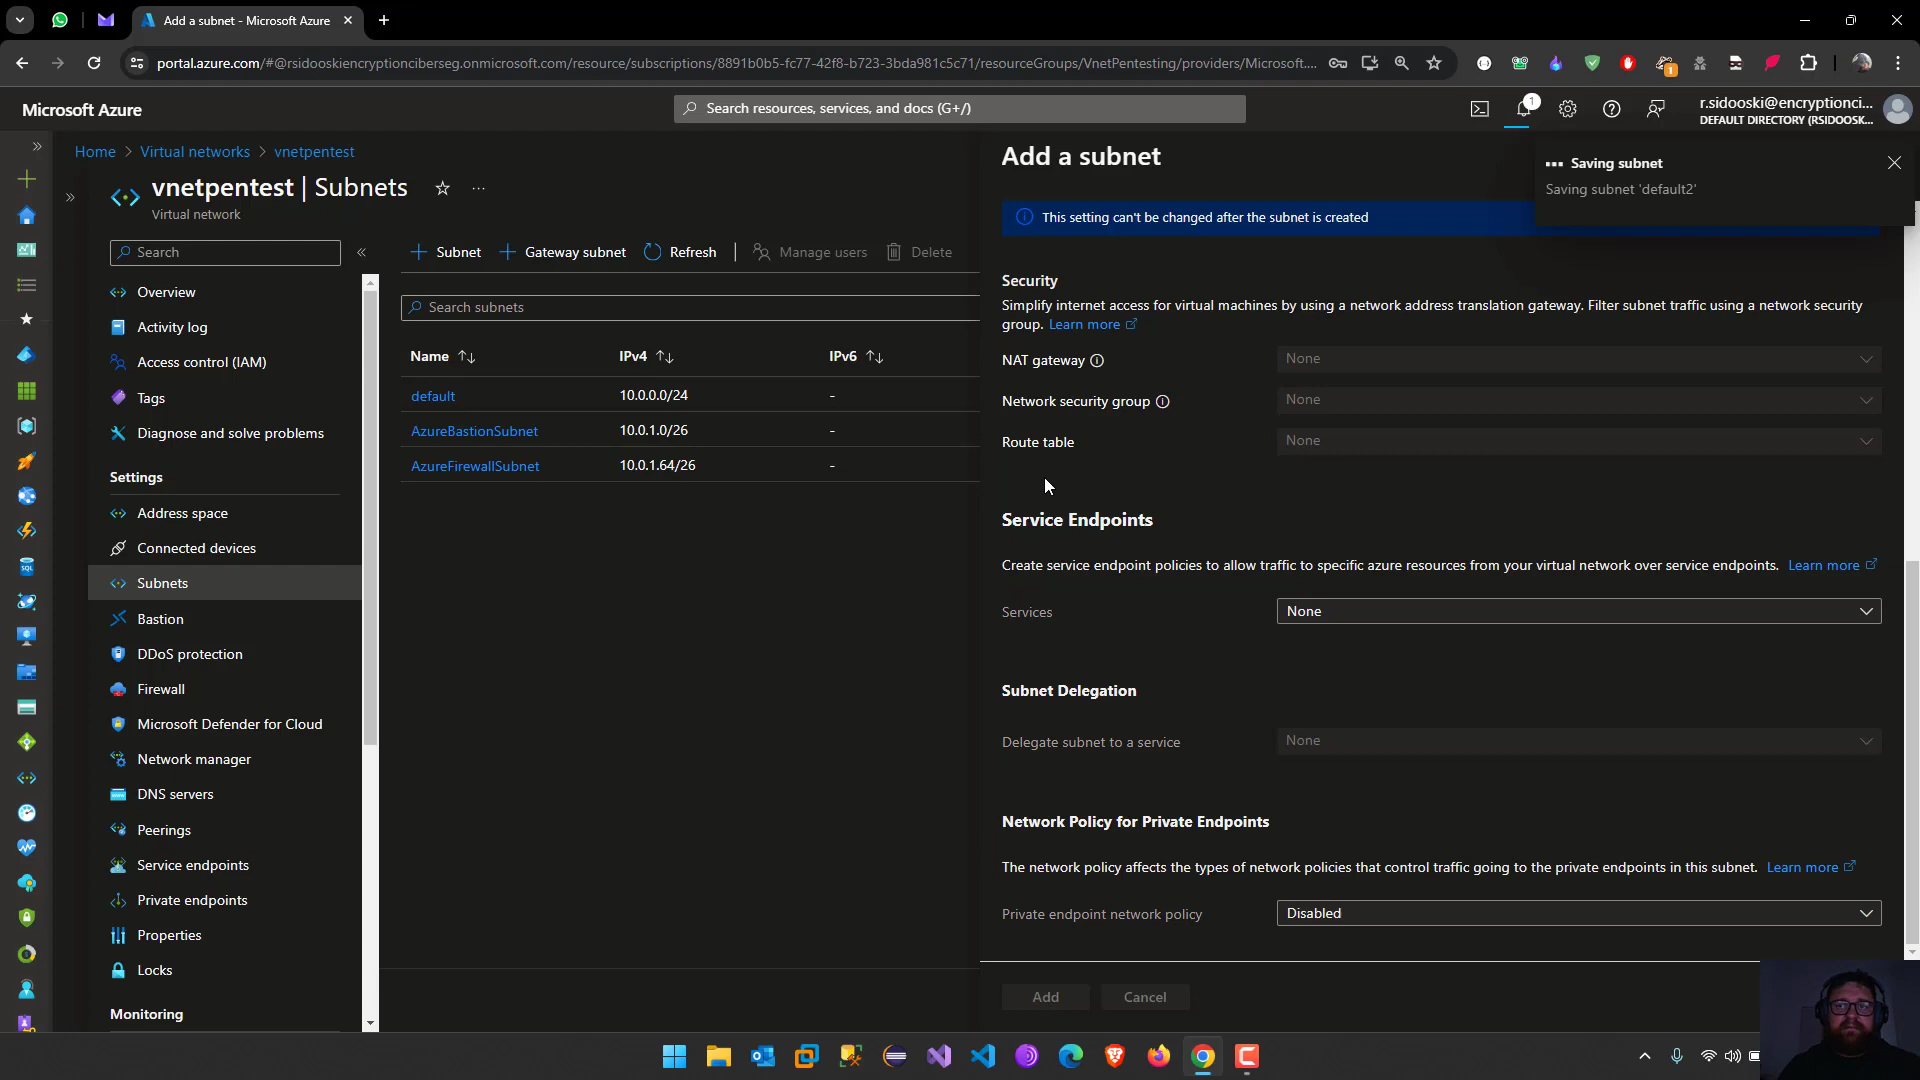 Add a subnet - Microsoft Azure
portal.azure.com/#@rsidooskiencryptionciberseg.onmicrosoft.com/resource/subscriptions/8891b0b5-fc77-42f8-b723-3bda981c5c71/resourceGroups/VnetPentesting/providers/Microsoft....
1
Microsoft Azure
Search resources, services, and docs (G+/)
1
r.sidooski@encryptionci...
DEFAULT DIRECTORY (RSIDOOSK...
Home > Virtual networks > vnetpentest
vnetpentest | Subnets
Virtual network
Search
Overview
Activity log
Access control (IAM)
Tags
Diagnose and solve problems
Settings
Address space
Connected devices
Subnets
Bastion
DDoS protection
Firewall
Microsoft Defender for Cloud
Network manager
DNS servers
Peerings
Service endpoints
Private endpoints
Properties
Locks
Monitoring
SQL
+ Subnet + Gateway subnet Refresh | Manage users Delete
Search subnets
Name IPv4 IPv6
default 10.0.0.0/24 -
AzureBastionSubnet 10.0.1.0/26 -
AzureFirewallSubnet 10.0.1.64/26 -
Add a subnet
Saving subnet
Saving subnet 'default2'
This setting can't be changed after the subnet is created
Security
Simplify internet access for virtual machines by using a network address translation gateway. Filter subnet traffic using a network security
group. Learn more
NAT gateway None
Network security group None
Route table None
Service Endpoints
Create service endpoint policies to allow traffic to specific azure resources from your virtual network over service endpoints. Learn more
Services None
Subnet Delegation
Delegate subnet to a service None
Network Policy for Private Endpoints
The network policy affects the types of network policies that control traffic going to the private endpoints in this subnet. Learn more
Private endpoint network policy Disabled
Add Cancel